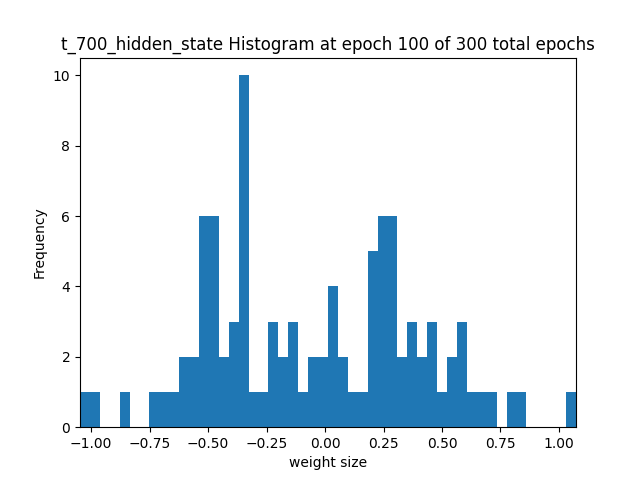 t_700_hidden_state Histogram at epoch 100 of 300 total epochs
10
8
6
4
2
0
Frequency
−1.00 −0.75 −0.50 −0.25 0.00 0.25 0.50 0.75 1.00
weight size